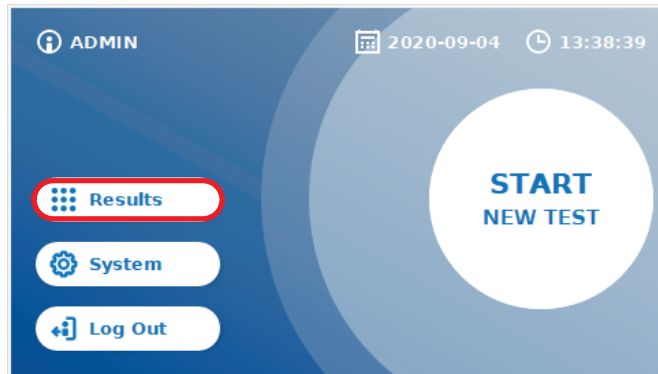 ADMIN
2020-09-04
13:38:39
START
NEW TEST
Results
System
Log Out